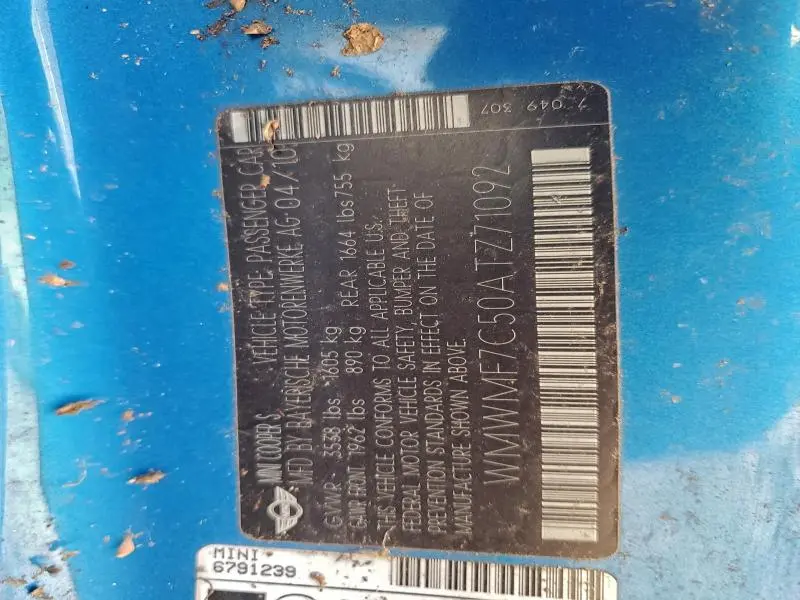 MINI COOPER S VEHICLE TYPE: PASSENGER CAR
MFD BY BAYERISCHE MOTORENWERKE AG 04/10
GVWR 3538 lbs 1605 kg
GAWR FRONT 1962 lbs 890 kg REAR 1664 lbs 755 kg
THIS VEHICLE CONFORMS TO ALL APPLICABLE U.S.
FEDERAL MOTOR VEHICLE SAFETY, BUMPER AND THEFT
PREVENTION STANDARDS IN EFFECT ON THE DATE OF
MANUFACTURE SHOWN ABOVE.
WMWMF7C50ATZ71092
7 049 307
MINI
6791239